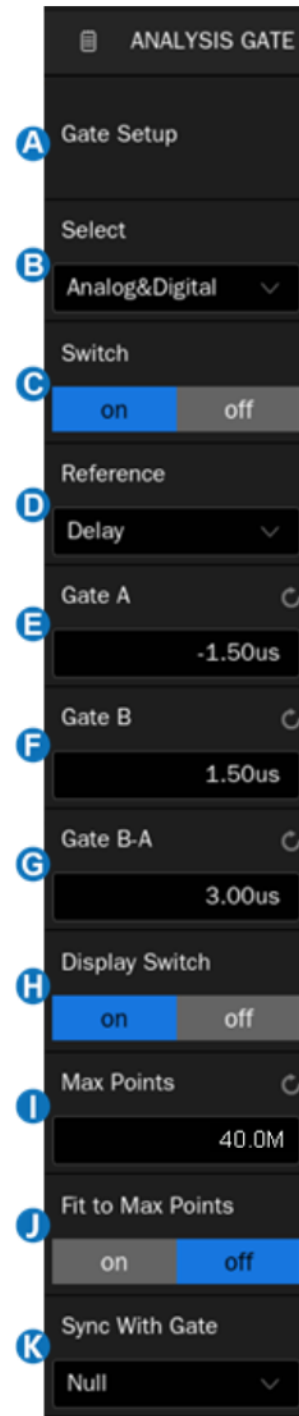 ANALYSIS GATE
A Gate Setup
Select
B
Analog&Digital
Switch
C
on off
Reference
D
Delay
Gate A
E
-1.50us
Gate B
F
1.50us
Gate B-A
G
3.00us
Display Switch
H
on off
Max Points
I
40.0M
Fit to Max Points
J
on off
Sync With Gate
K
Null